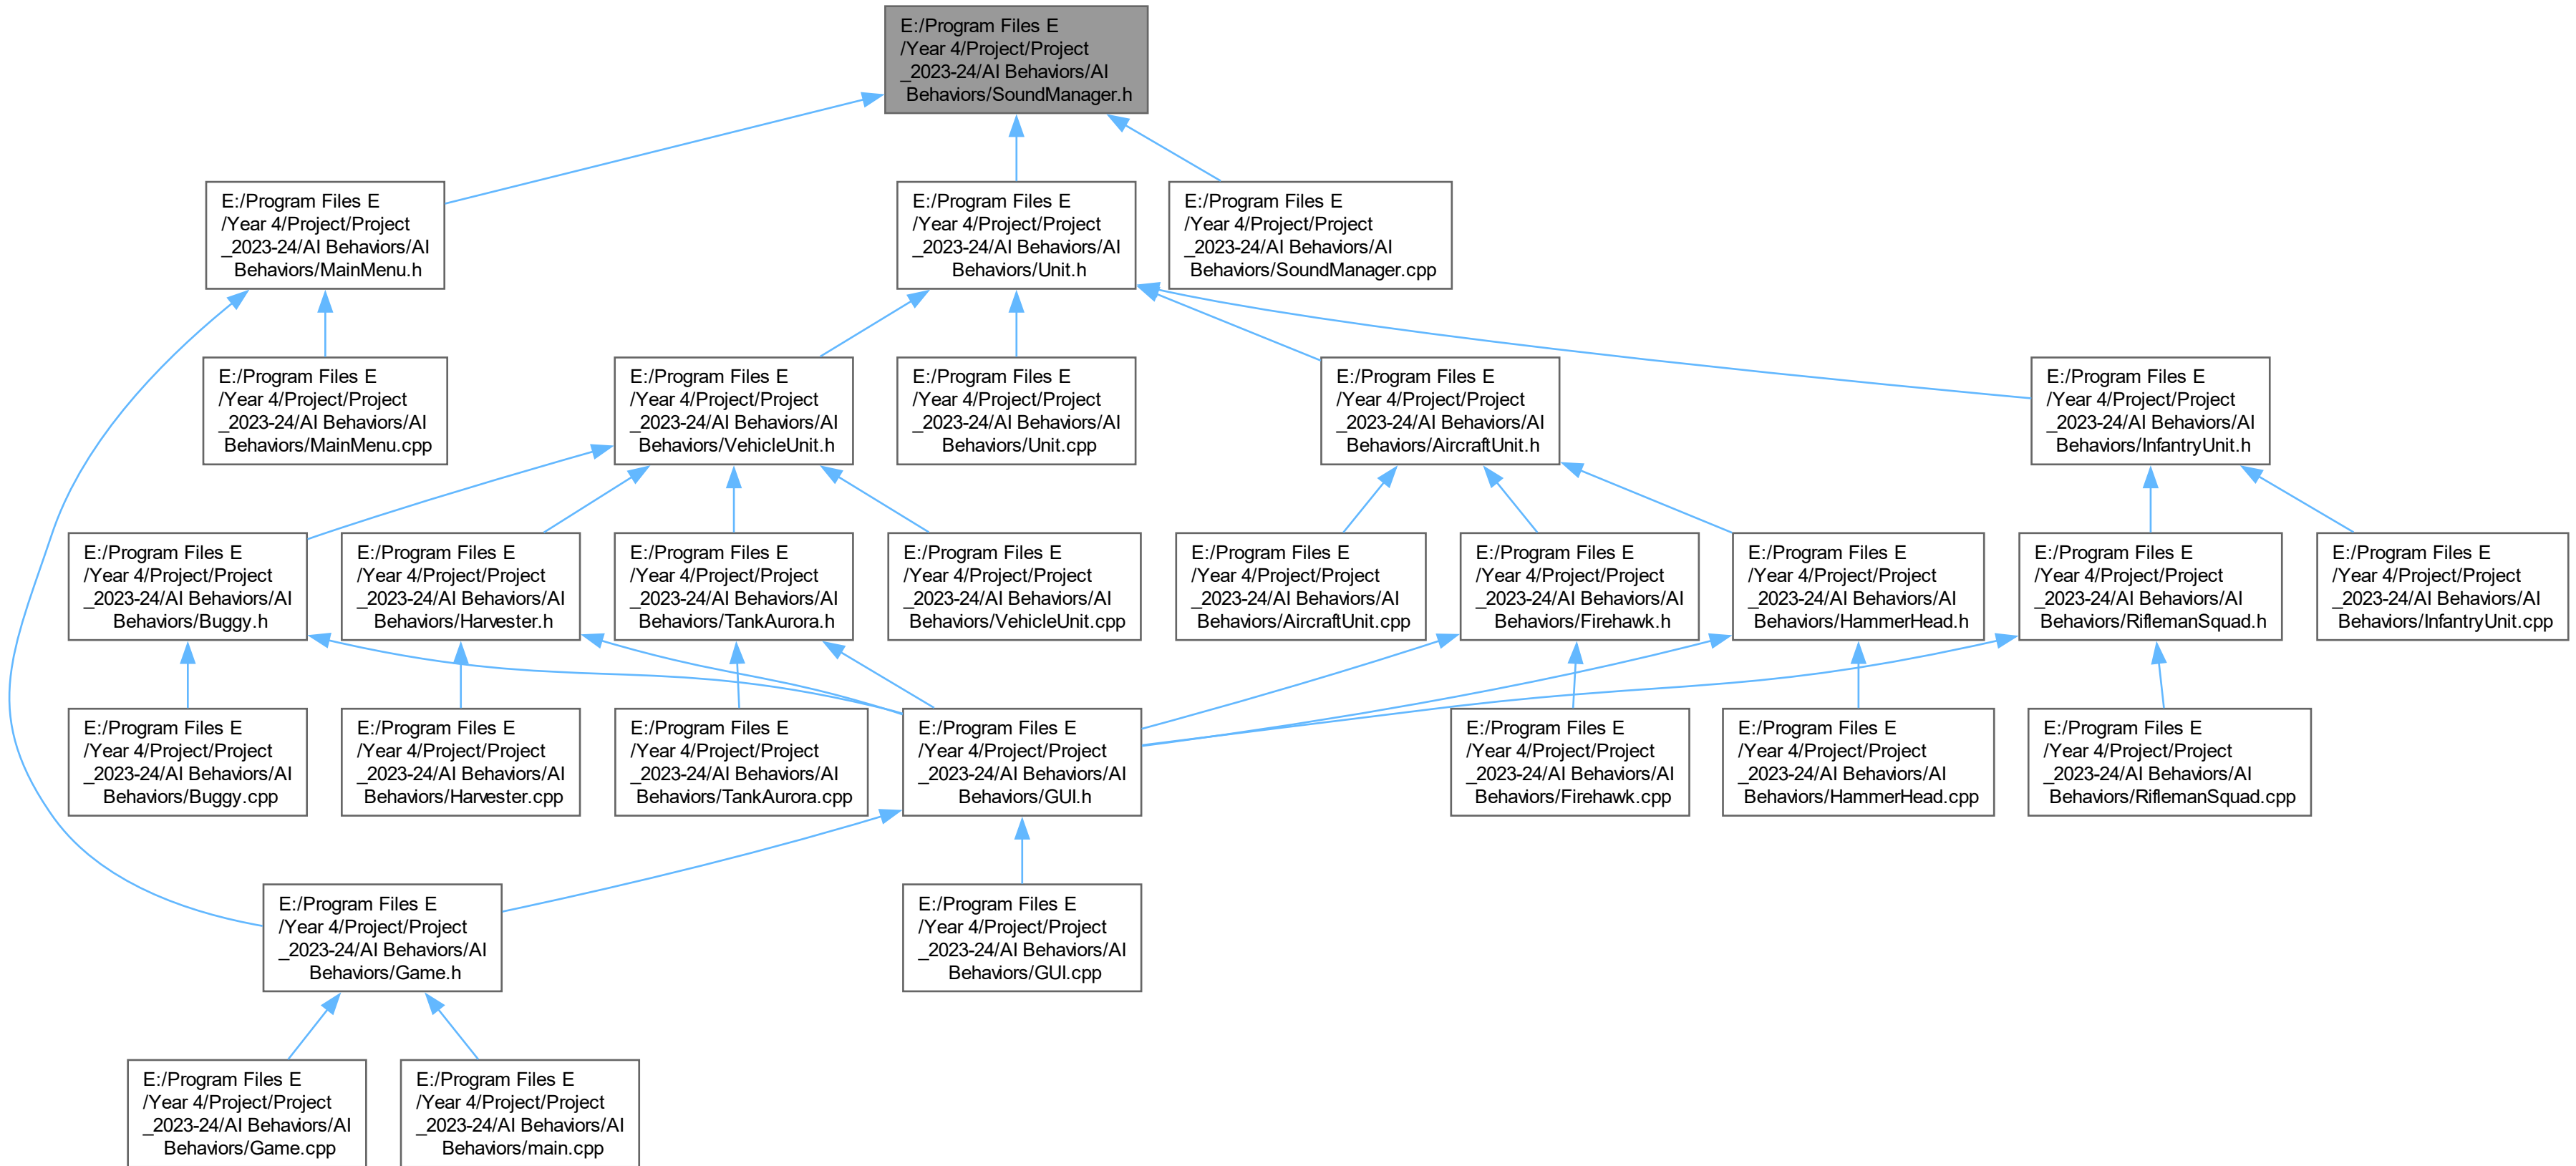 E:/Program Files E
/Year 4/Project/Project
_2023-24/AI Behaviors/AI
Behaviors/SoundManager.h
E:/Program Files E
/Year 4/Project/Project
_2023-24/AI Behaviors/AI
Behaviors/MainMenu.h
E:/Program Files E
/Year 4/Project/Project
_2023-24/AI Behaviors/AI
Behaviors/Unit.h
E:/Program Files E
/Year 4/Project/Project
_2023-24/AI Behaviors/AI
Behaviors/SoundManager.cpp
E:/Program Files E
/Year 4/Project/Project
_2023-24/AI Behaviors/AI
Behaviors/MainMenu.cpp
E:/Program Files E
/Year 4/Project/Project
_2023-24/AI Behaviors/AI
Behaviors/VehicleUnit.h
E:/Program Files E
/Year 4/Project/Project
_2023-24/AI Behaviors/AI
Behaviors/Unit.cpp
E:/Program Files E
/Year 4/Project/Project
_2023-24/AI Behaviors/AI
Behaviors/AircraftUnit.h
E:/Program Files E
/Year 4/Project/Project
_2023-24/AI Behaviors/AI
Behaviors/InfantryUnit.h
E:/Program Files E
/Year 4/Project/Project
_2023-24/AI Behaviors/AI
Behaviors/Buggy.h
E:/Program Files E
/Year 4/Project/Project
_2023-24/AI Behaviors/AI
Behaviors/Harvester.h
E:/Program Files E
/Year 4/Project/Project
_2023-24/AI Behaviors/AI
Behaviors/TankAurora.h
E:/Program Files E
/Year 4/Project/Project
_2023-24/AI Behaviors/AI
Behaviors/VehicleUnit.cpp
E:/Program Files E
/Year 4/Project/Project
_2023-24/AI Behaviors/AI
Behaviors/AircraftUnit.cpp
E:/Program Files E
/Year 4/Project/Project
_2023-24/AI Behaviors/AI
Behaviors/Firehawk.h
E:/Program Files E
/Year 4/Project/Project
_2023-24/AI Behaviors/AI
Behaviors/HammerHead.h
E:/Program Files E
/Year 4/Project/Project
_2023-24/AI Behaviors/AI
Behaviors/RiflemanSquad.h
E:/Program Files E
/Year 4/Project/Project
_2023-24/AI Behaviors/AI
Behaviors/InfantryUnit.cpp
E:/Program Files E
/Year 4/Project/Project
_2023-24/AI Behaviors/AI
Behaviors/Buggy.cpp
E:/Program Files E
/Year 4/Project/Project
_2023-24/AI Behaviors/AI
Behaviors/Harvester.cpp
E:/Program Files E
/Year 4/Project/Project
_2023-24/AI Behaviors/AI
Behaviors/TankAurora.cpp
E:/Program Files E
/Year 4/Project/Project
_2023-24/AI Behaviors/AI
Behaviors/GUI.h
E:/Program Files E
/Year 4/Project/Project
_2023-24/AI Behaviors/AI
Behaviors/Firehawk.cpp
E:/Program Files E
/Year 4/Project/Project
_2023-24/AI Behaviors/AI
Behaviors/HammerHead.cpp
E:/Program Files E
/Year 4/Project/Project
_2023-24/AI Behaviors/AI
Behaviors/RiflemanSquad.cpp
E:/Program Files E
/Year 4/Project/Project
_2023-24/AI Behaviors/AI
Behaviors/Game.h
E:/Program Files E
/Year 4/Project/Project
_2023-24/AI Behaviors/AI
Behaviors/GUI.cpp
E:/Program Files E
/Year 4/Project/Project
_2023-24/AI Behaviors/AI
Behaviors/Game.cpp
E:/Program Files E
/Year 4/Project/Project
_2023-24/AI Behaviors/AI
Behaviors/main.cpp